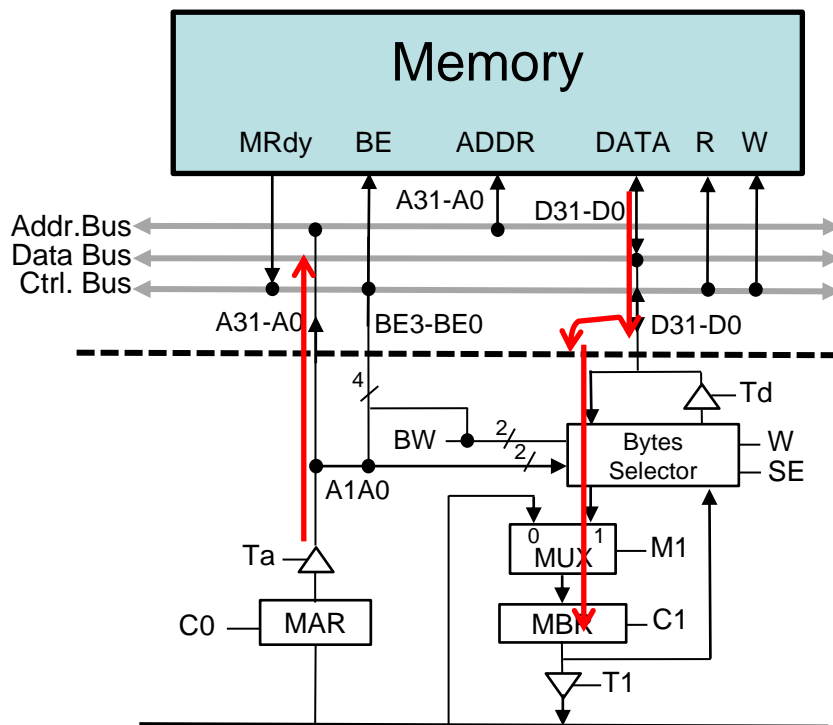 Memory
MRdy BE ADDR DATA R W
A31-A0 D31-D0
Addr.Bus
Data Bus
Ctrl. Bus
A31-A0 BE3-BE0 D31-D0
4
Td
BW 2 Bytes W
2 Selector SE
A1A0
0 1
Ta MUX M1
C0 MAR MBR C1
T1